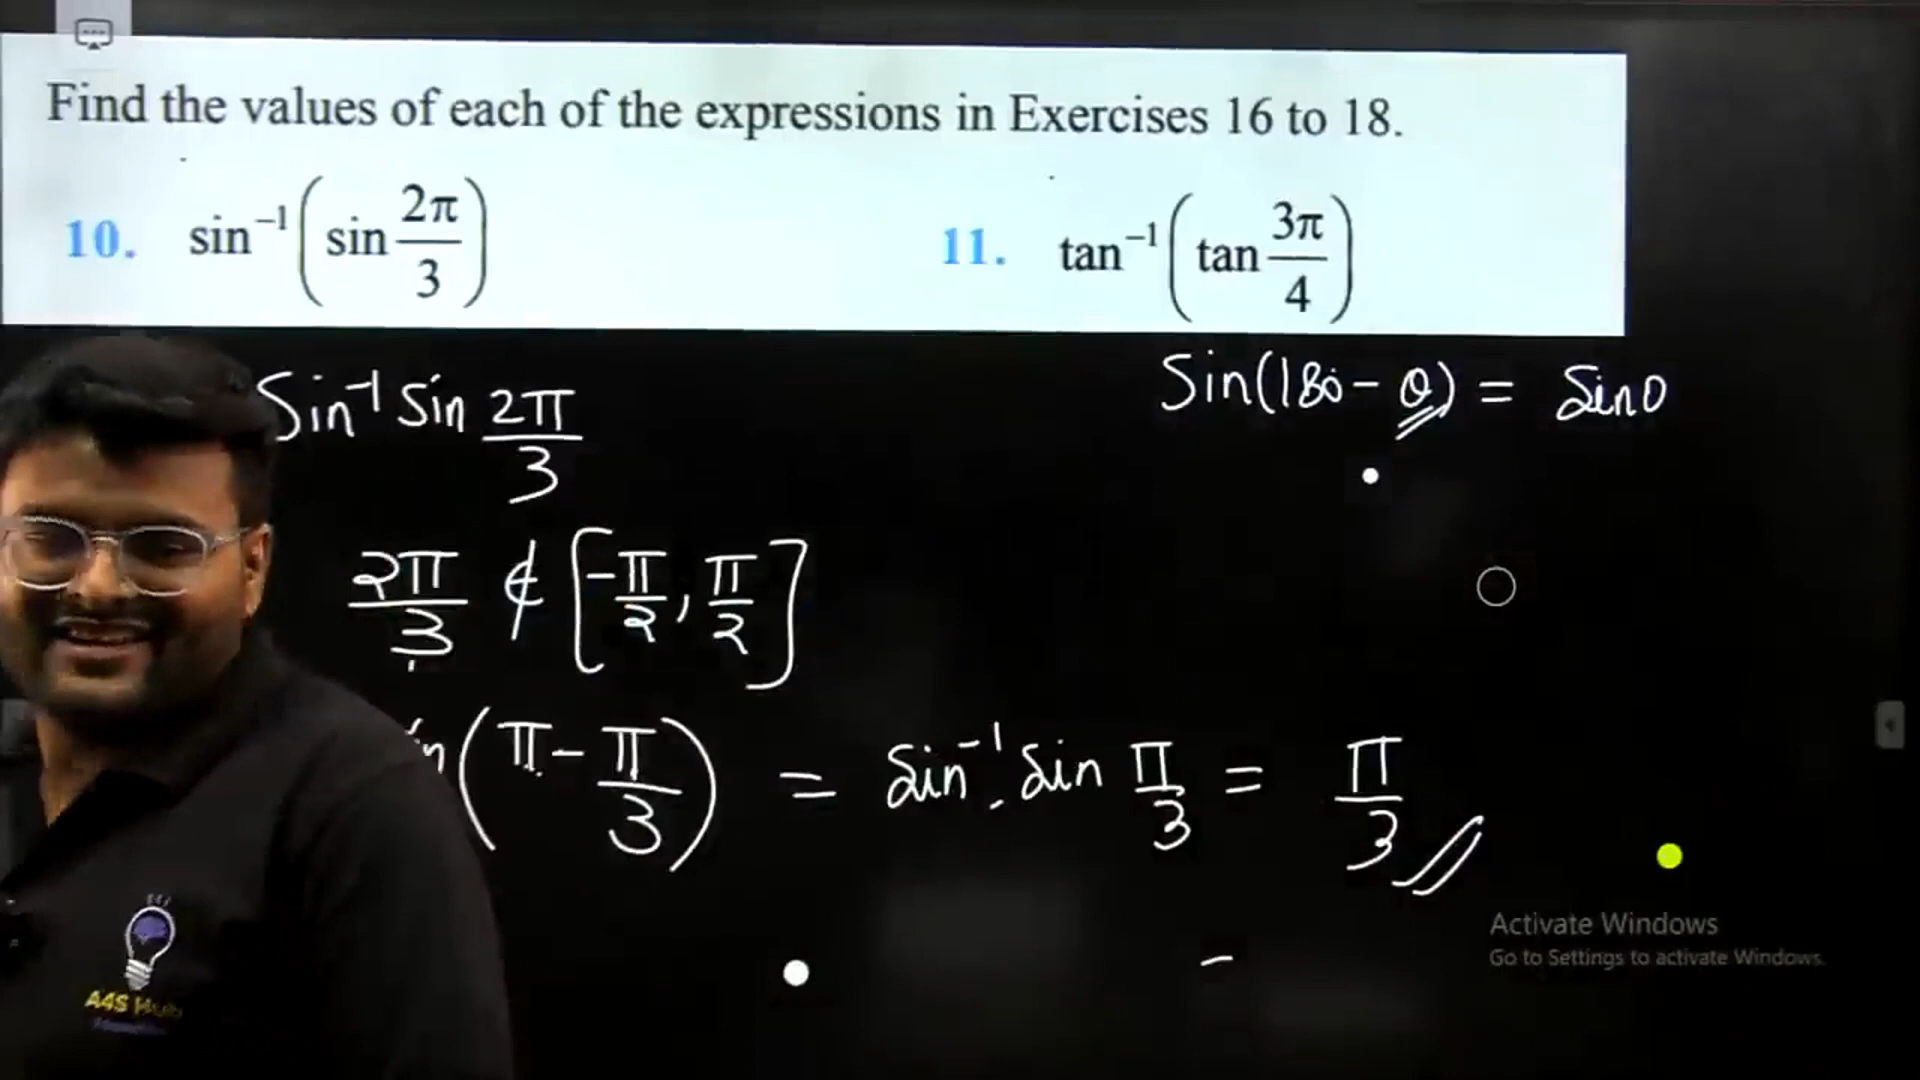 Find the values of each of the expressions in Exercises 16 to 18.
10. sin⁻¹(sin 2π/3) 11. tan⁻¹(tan 3π/4)
Sin⁻¹ Sin 2π/3
Sin(180 - θ) = Sinθ
2π/3 ∉ [-π/2, π/2]
(π - π/3) = Sin⁻¹. Sin π/3 = π/3
Activate Windows
Go to Settings to activate Windows.
A4S Hub